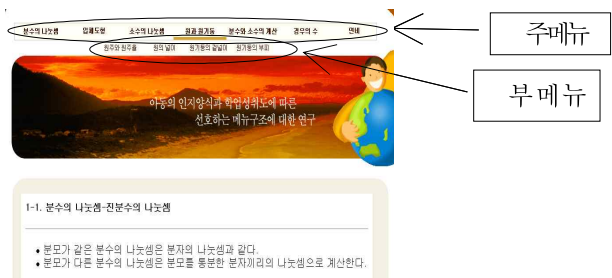 분수의 나눗셈 입체도형 소수의 나눗셈 원과 원기둥 분수와 소수의 계산 경우의 수 연비
원주와 원주율 원의 넓이 원기둥의 겉넓이 원기둥의 부피
주메뉴
부메뉴
아동의 인지양식과 학업성취도에 따른
선호하는 메뉴구조에 대한 연구
1-1. 분수의 나눗셈-진분수의 나눗셈
• 분모가 같은 분수의 나눗셈은 분자의 나눗셈과 같다.
• 분모가 다른 분수의 나눗셈은 분모를 통분한 분자끼리의 나눗셈으로 계산한다.